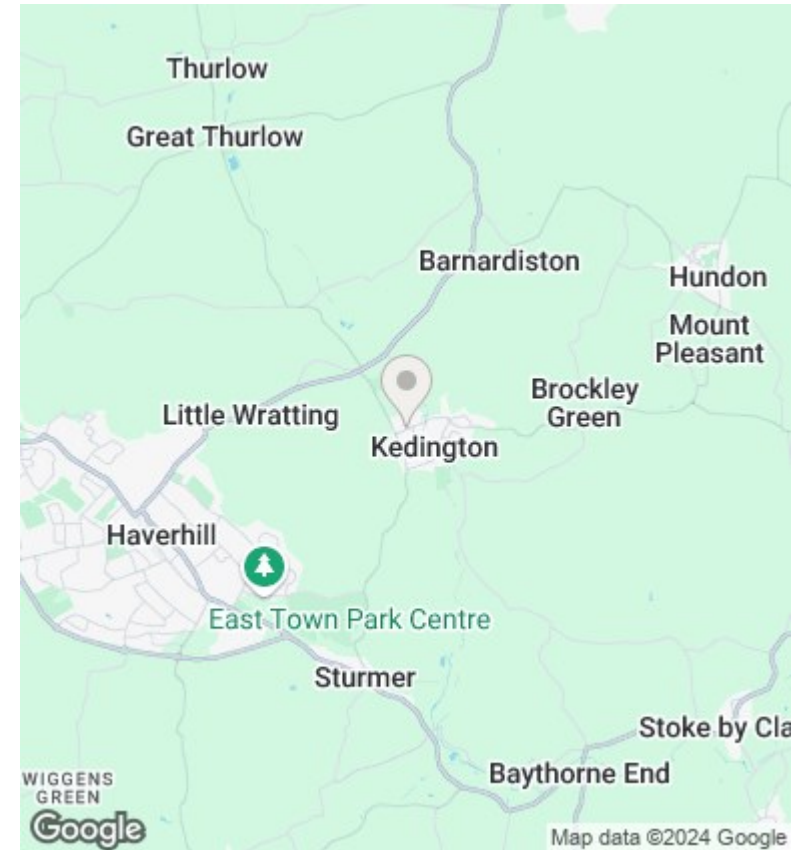 Thurlow
Great Thurlow
Barnardiston
Hundon
Mount
Pleasant
Brockley
Green
Little Wratting
Kedington
Haverhill
East Town Park Centre
Sturmer
Stoke by Cla
Baythorne End
WIGGENS
GREEN
Google
Map data ©2024 Google